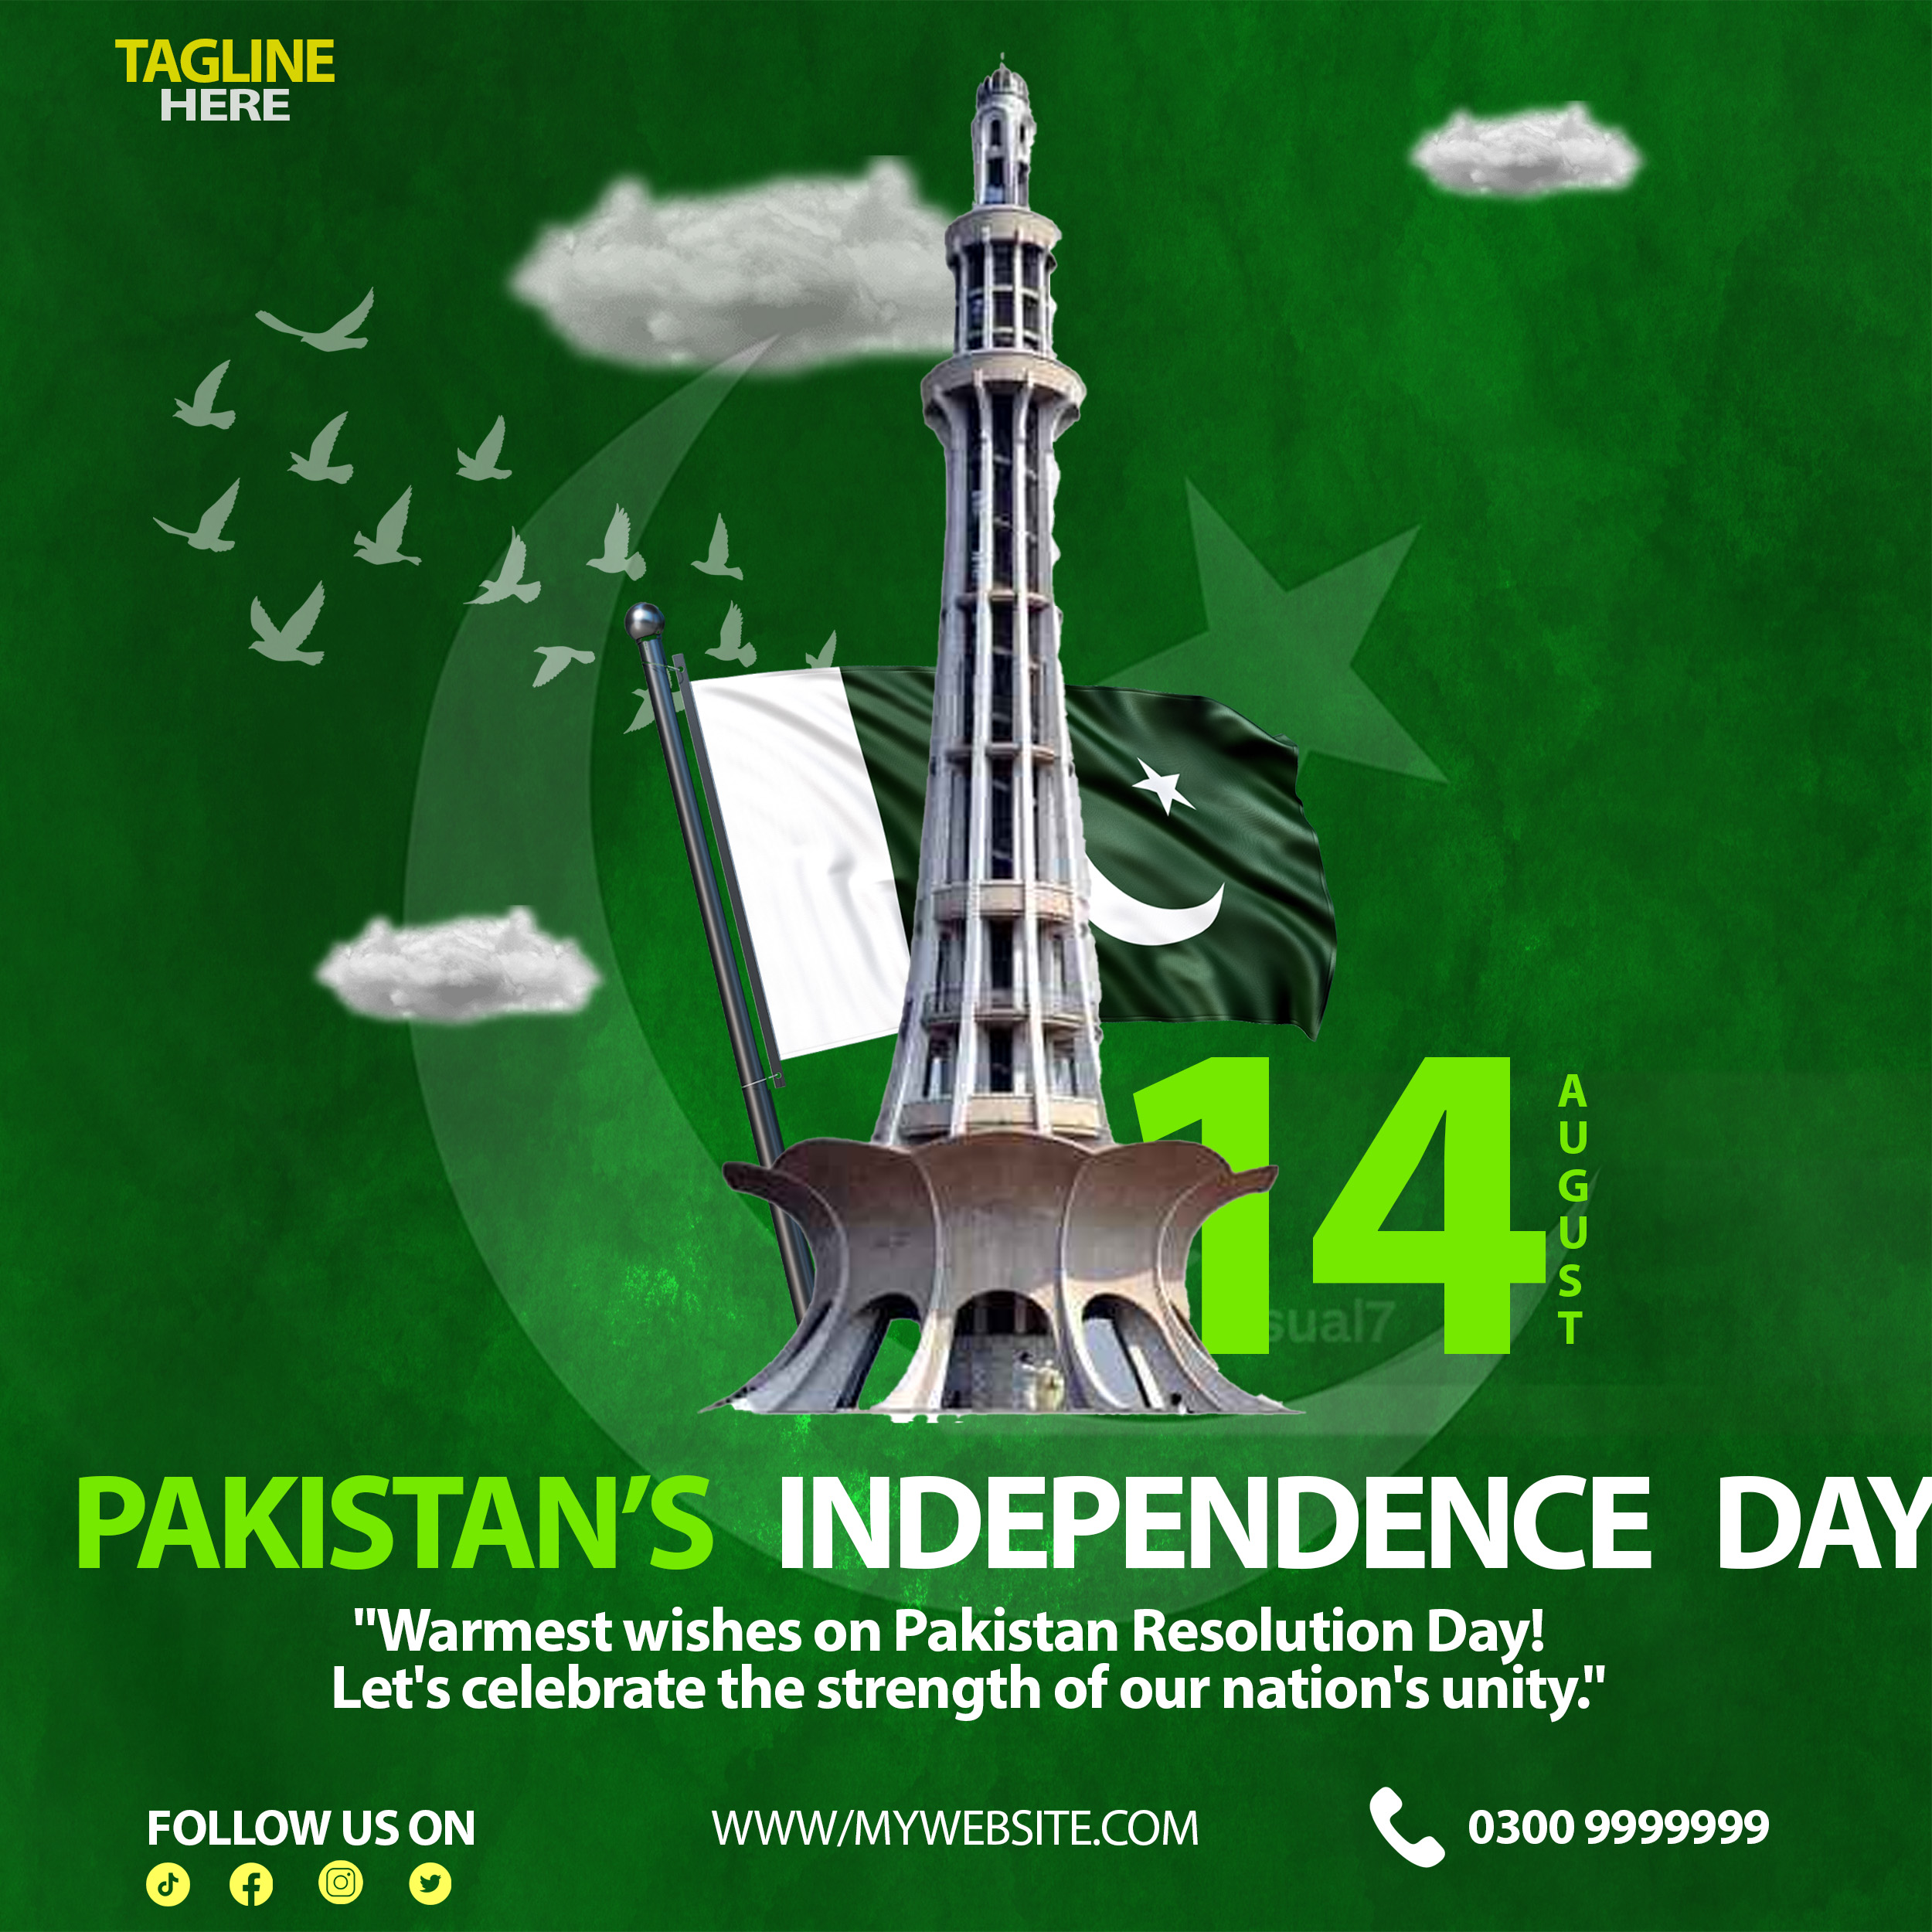 TAGLINE
HERE
14
AUGUST
sual7
PAKISTAN’S INDEPENDENCE DAY
"Warmest wishes on Pakistan Resolution Day!
Let's celebrate the strength of our nation's unity."
FOLLOW US ON
WWW/MYWEBSITE.COM
0300 9999999